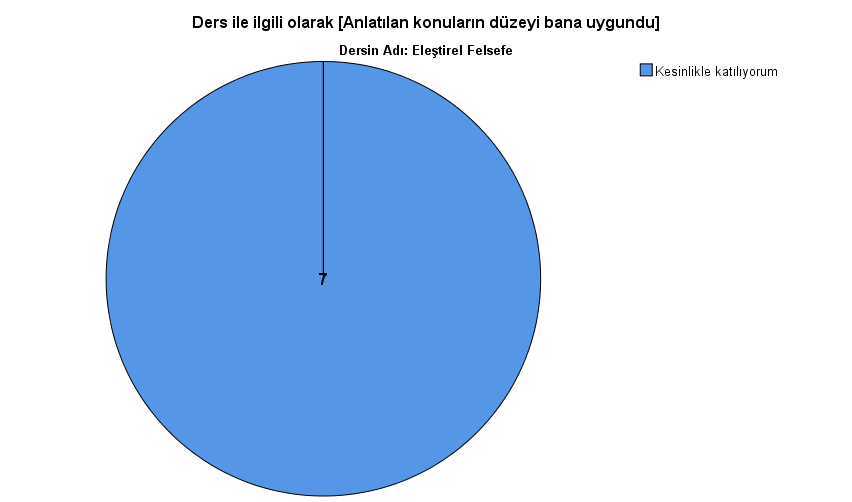 Ders ile ilgili olarak [Anlatılan konuların düzeyi bana uygundu]
Dersin Adı: Eleştirel Felsefe
Kesinlikle katılıyorum
7